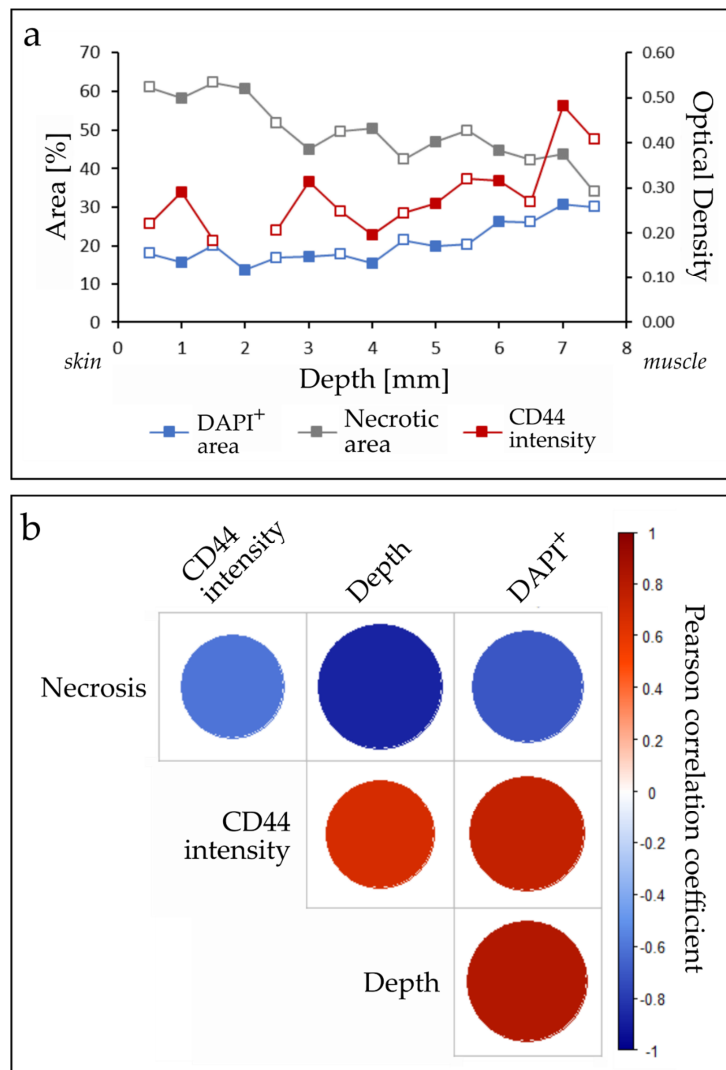 a
70
60
50
40
30
20
10
0
Area [%]
0.60
0.50
0.40
0.30
0.20
0.10
0.00
Optical Density
0 1 2 3 4 5 6 7 8
skin
muscle
Depth [mm]
DAPI⁺
area
Necrotic
area
CD44
intensity
b
CD44
intensity
Depth
DAPI⁺
Necrosis
CD44
intensity
Depth
1
0.8
0.6
0.4
0.2
0
-0.2
-0.4
-0.6
-0.8
-1
Pearson correlation
coefficient